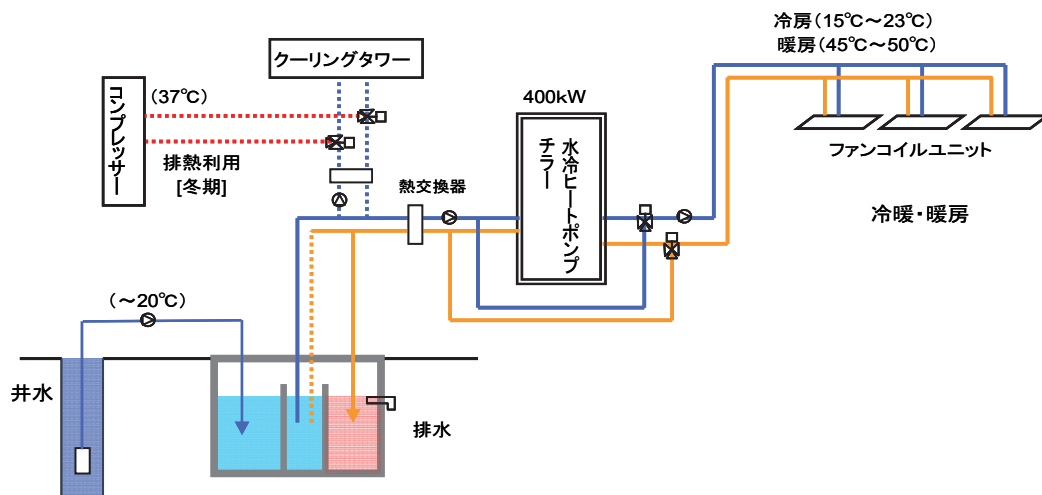 冷房(15℃～23℃)
暖房(45℃～50℃)
クーリングタワー
コンプレッサー
(37℃)
400kW
排熱利用
[冬期]
熱交換器
水冷ヒートポンプ
チラー
ファンコイルユニット
冷暖・暖房
(～20℃)
井水
排水